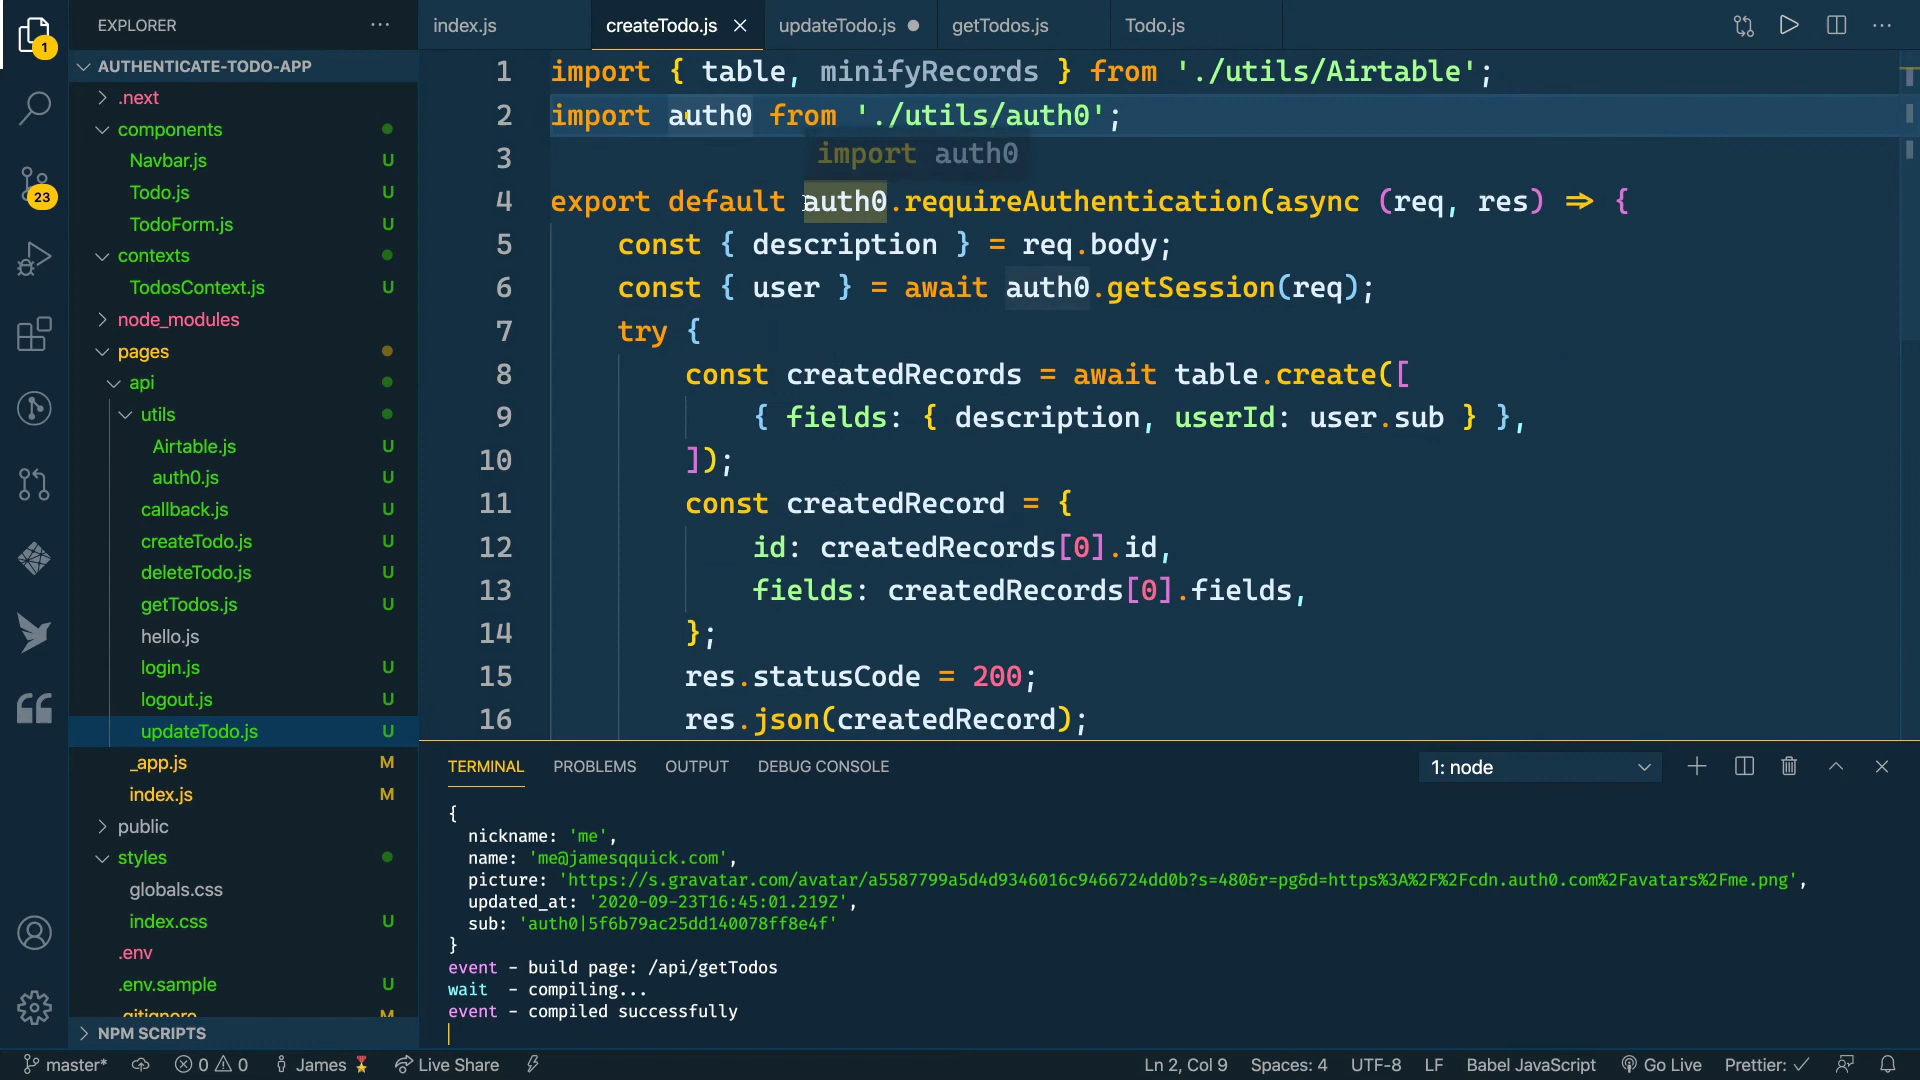 EXPLORER
index.js
createTodo.js
updateTodo.js
getTodos.js
Todo.js
1
AUTHENTICATE-TODO-APP
.next
components
Navbar.js U
Todo.js U
TodoForm.js U
contexts
TodosContext.js U
node_modules
pages
api
utils
Airtable.js U
auth0.js U
callback.js U
createTodo.js U
deleteTodo.js U
getTodos.js U
hello.js
login.js U
logout.js U
updateTodo.js U
_app.js M
index.js M
public
styles
globals.css
index.css U
.env
.env.sample U
.gitignore M
NPM SCRIPTS
23
1 import { table, minifyRecords } from './utils/Airtable';
2 import auth0 from './utils/auth0';
import auth0
3
4 export default auth0.requireAuthentication(async (req, res) => {
5 const { description } = req.body;
6 const { user } = await auth0.getSession(req);
7 try {
8 const createdRecords = await table.create([
9 { fields: { description, userId: user.sub } },
10 ]);
11 const createdRecord = {
12 id: createdRecords[0].id,
13 fields: createdRecords[0].fields,
14 };
15 res.statusCode = 200;
16 res.json(createdRecord);
TERMINAL PROBLEMS OUTPUT DEBUG CONSOLE
1: node
{
nickname: 'me',
name: 'me@jamesqquick.com',
picture: 'https://s.gravatar.com/avatar/a5587799a5d4d9346016c9466724dd0b?s=480&r=pg&d=https%3A%2F%2Fcdn.auth0.com%2Favatars%2Fme.png',
updated_at: '2020-09-23T16:45:01.219Z',
sub: 'auth0|5f6b79ac25dd140078ff8e4f'
}
event - build page: /api/getTodos
wait - compiling...
event - compiled successfully
master* 0 0 James Live Share Ln 2, Col 9 Spaces: 4 UTF-8 LF Babel JavaScript Go Live Prettier: ✓